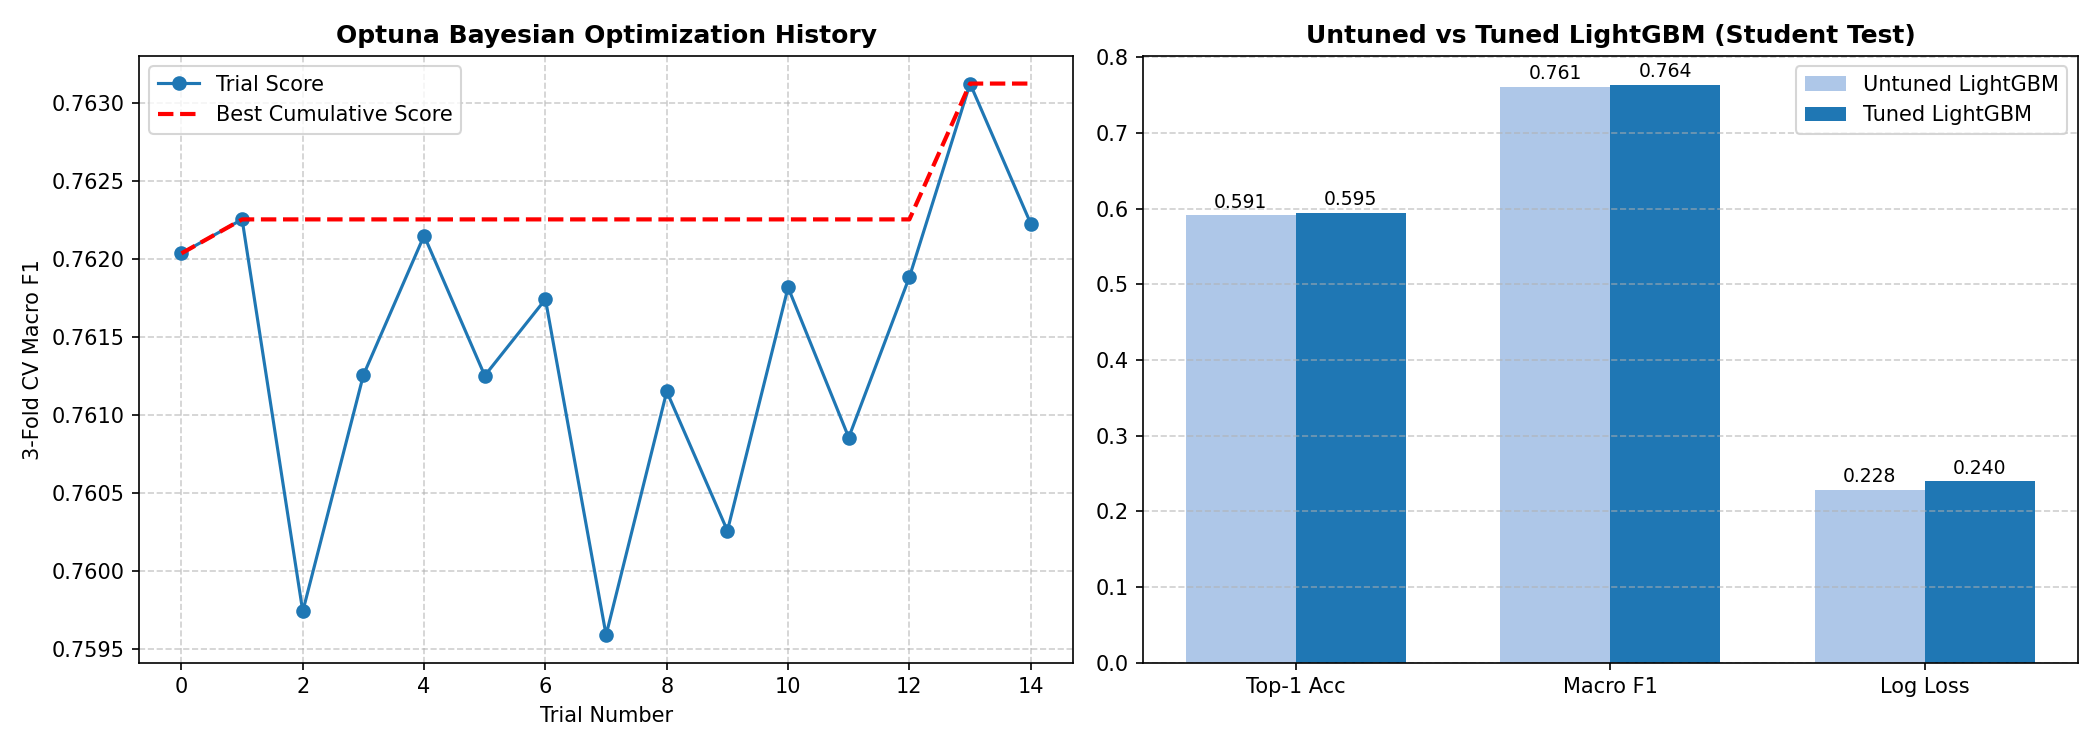 Optuna Bayesian Optimization History
Trial Score
Best Cumulative Score
3-Fold CV Macro F1
0.7630
0.7625
0.7620
0.7615
0.7610
0.7605
0.7600
0.7595
0 2 4 6 8 10 12 14
Trial Number
Untuned vs Tuned LightGBM (Student Test)
Untuned LightGBM
Tuned LightGBM
0.8
0.7
0.6
0.5
0.4
0.3
0.2
0.1
0.0
0.591 0.595
0.761 0.764
0.228 0.240
Top-1 Acc Macro F1 Log Loss